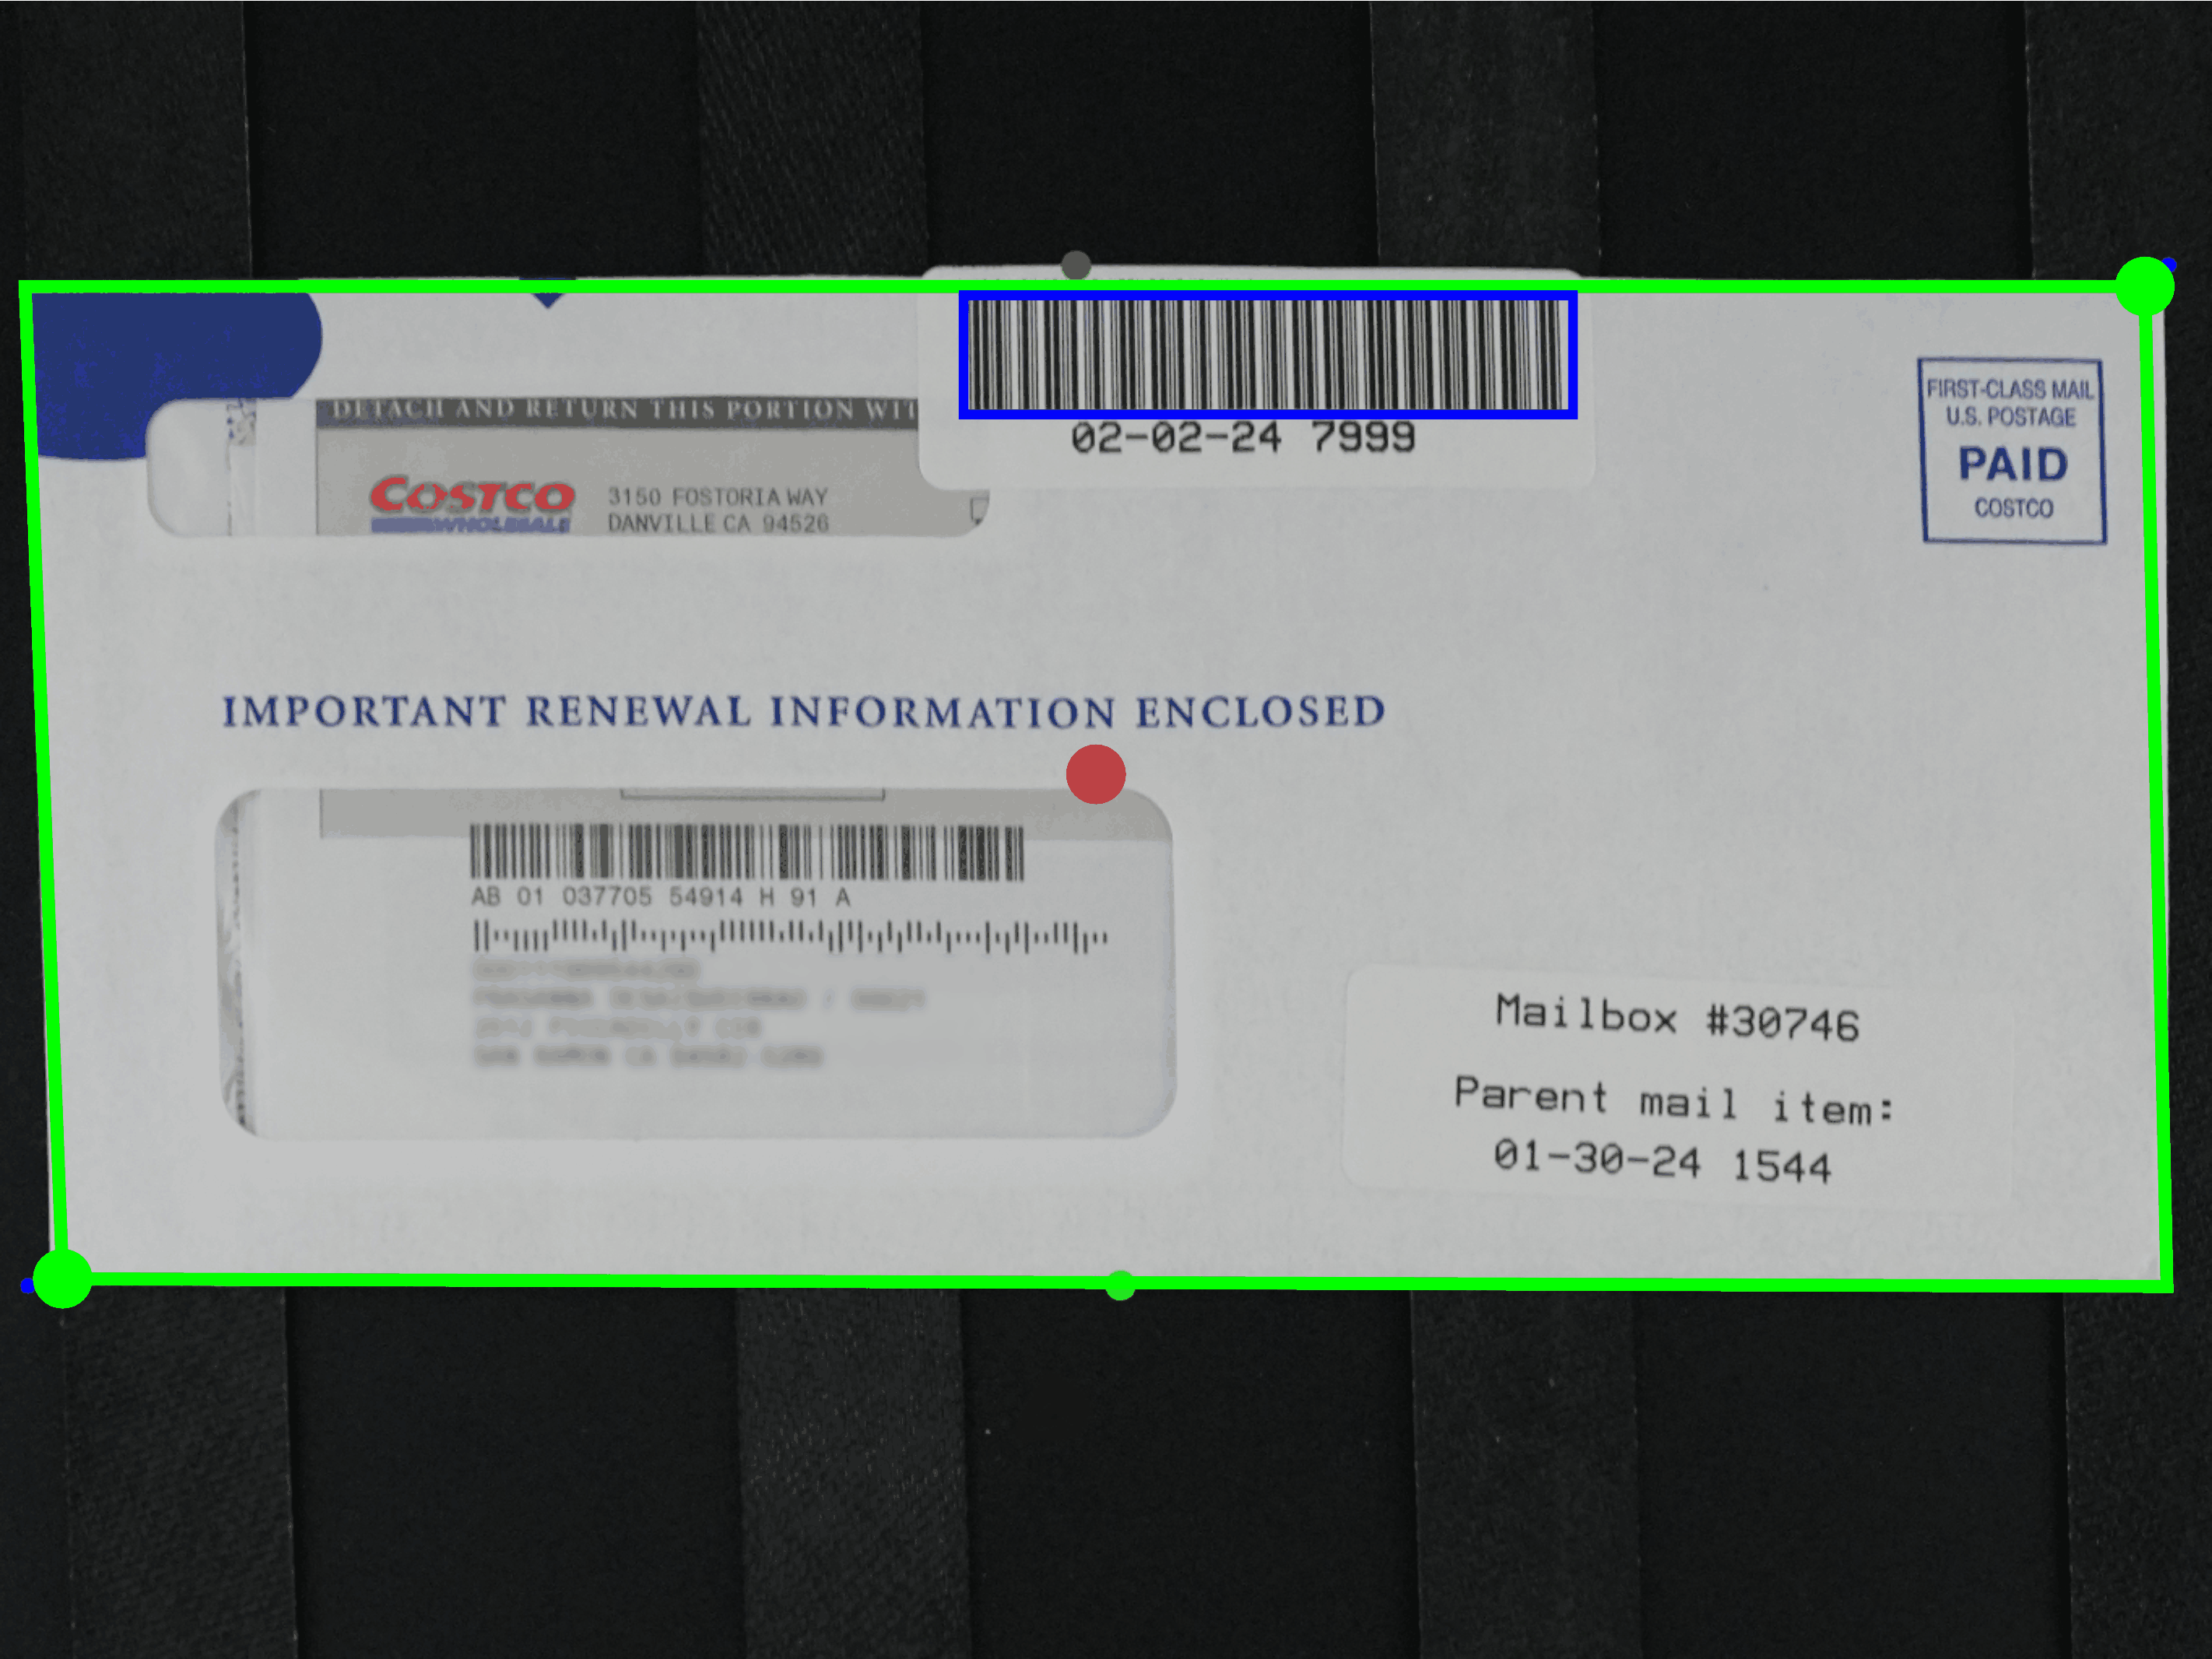 DETACH AND RETURN THIS PORTION WIT
COSTCO
WHOLESALE
3150 FOSTORIA WAY
DANVILLE CA 94526
02-02-24 7999
FIRST-CLASS MAIL
U.S. POSTAGE
PAID
COSTCO
IMPORTANT RENEWAL INFORMATION ENCLOSED
AB 01 037705 54914 H 91 A
Mailbox #30746
Parent mail item:
01-30-24 1544